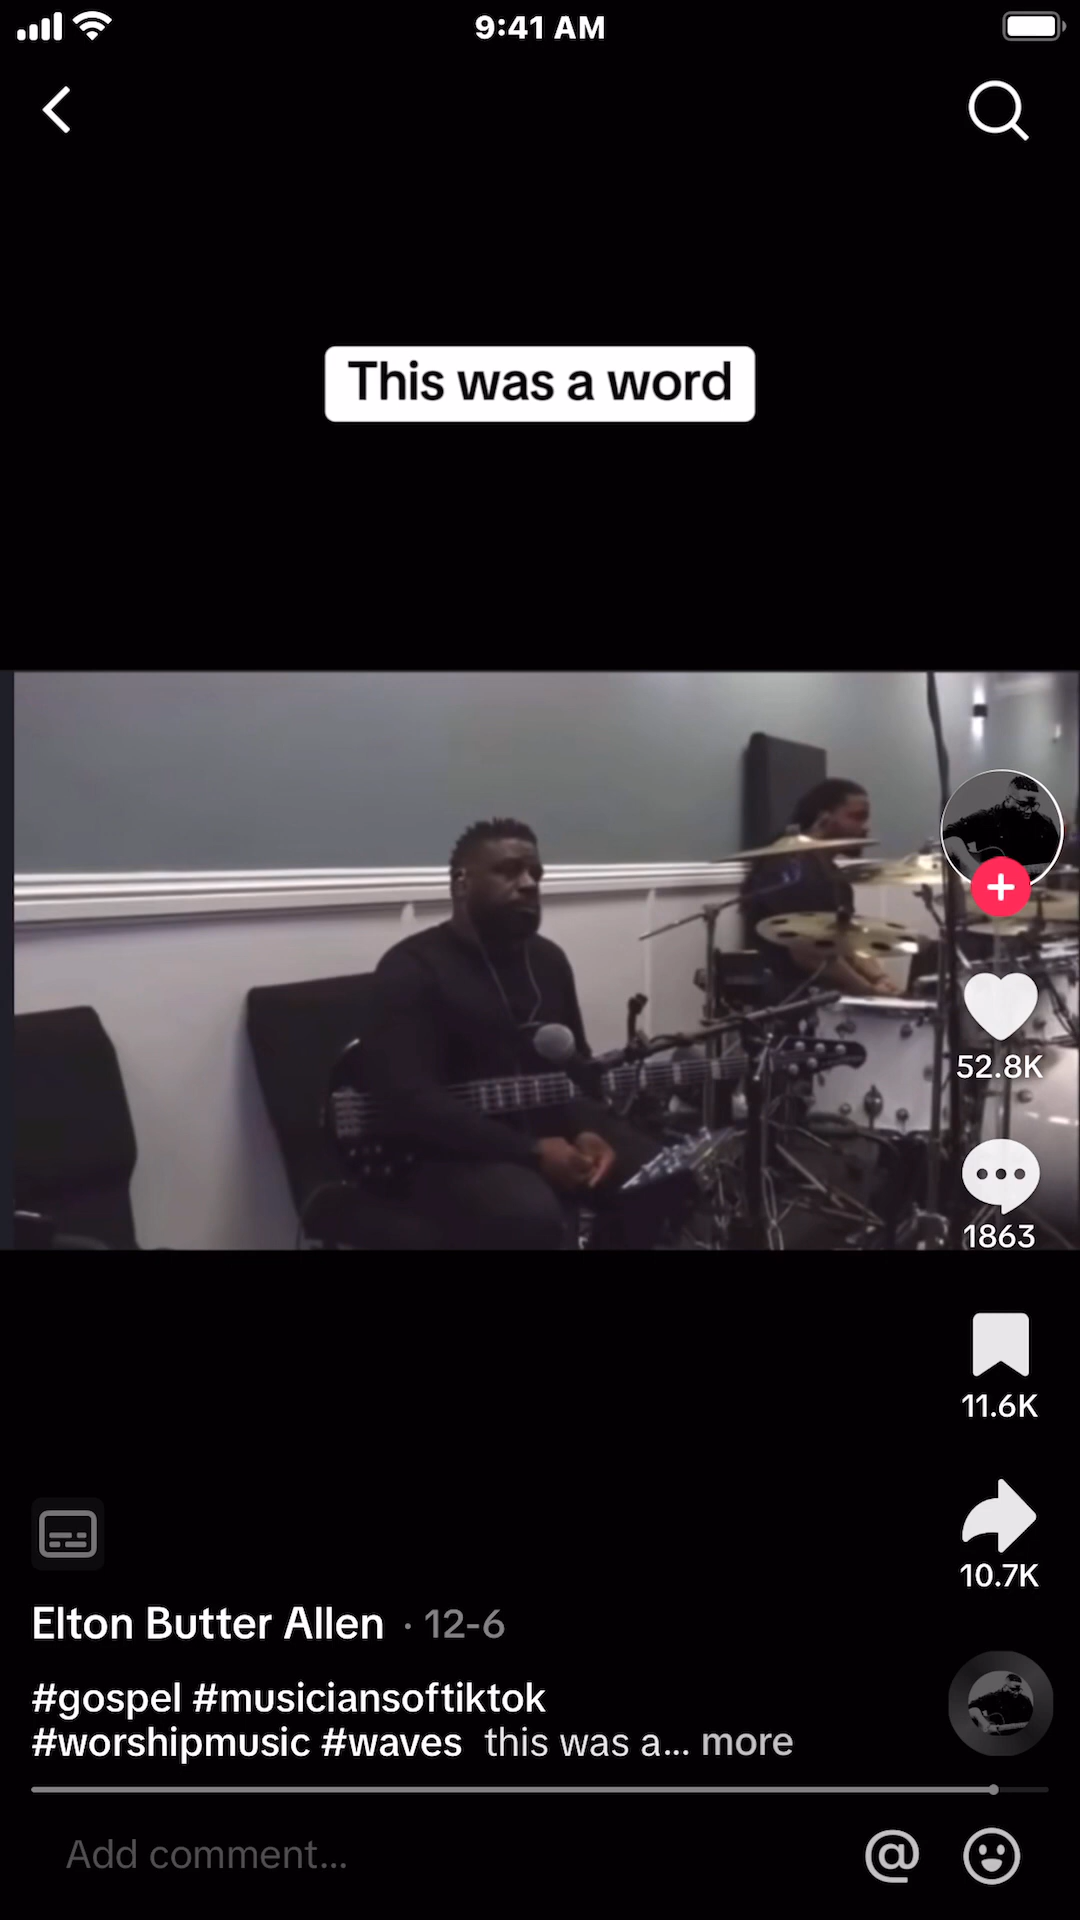 9:41 AM
This was a word
52.8K
1863
11.6K
10.7K
Elton Butter Allen · 12-6
#gospel #musiciansoftiktok
#worshipmusic #waves this was a... more
Add comment...